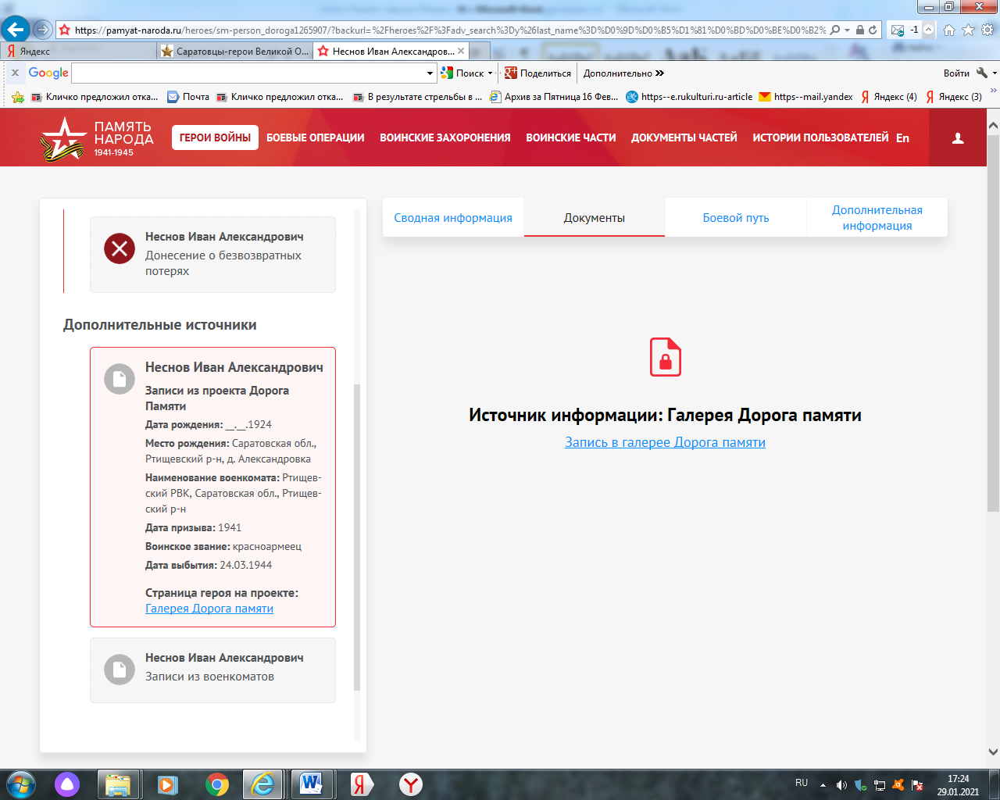 https://pamyat-naroda.ru/heroes/sm-person_doroga1265907/?backurl=%2Fheroes%2F%3Fadv_search%3Dy%26last_name%3D%D0%9D%D0%B5%D1%81%D0%BD%D0%BE%D0%B2%
-1
Яндекс
Саратовцы-герои Великой О...
Неснов Иван Александров...
x Google
Поиск
Поделиться
Дополнительно »
Войти
Кличко предложил отка...
Почта
Кличко предложил отка...
В результате стрельбы в ...
Архив за Пятница 16 Фев...
https--e.rukulturi.ru-article
https--mail.yandex
Яндекс (4)
Яндекс (3)
ПАМЯТЬ
НАРОДА
1941-1945
ГЕРОИ ВОЙНЫ
БОЕВЫЕ ОПЕРАЦИИ
ВОИНСКИЕ ЗАХОРОНЕНИЯ
ВОИНСКИЕ ЧАСТИ
ДОКУМЕНТЫ ЧАСТЕЙ
ИСТОРИИ ПОЛЬЗОВАТЕЛЕЙ
En
Неснов Иван Александрович
Донесение о безвозвратных
потерях
Дополнительные источники
Неснов Иван Александрович
Записи из проекта Дорога
Памяти
Дата рождения: __.__.1924
Место рождения: Саратовская обл.,
Ртищевский р-н, д. Александровка
Наименование военкомата: Ртищев-
ский РВК, Саратовская обл., Ртищев-
ский р-н
Дата призыва: 1941
Воинское звание: красноармеец
Дата выбытия: 24.03.1944
Страница героя на проекте:
Галерея Дорога памяти
Неснов Иван Александрович
Записи из военкоматов
Сводная информация
Документы
Боевой путь
Дополнительная
информация
Источник информации: Галерея Дорога памяти
Запись в галерее Дорога памяти
RU
17:24
29.01.2021